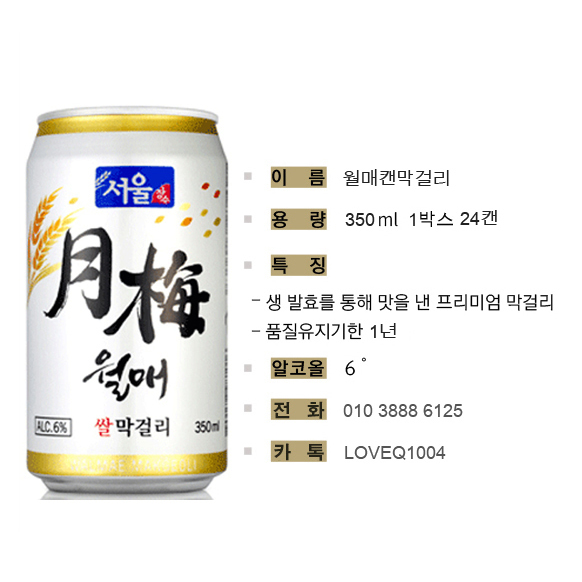 서울
장수
月梅
월매
ALC.6%
쌀막걸리
350㎖
이 름 월매캔막걸리
용 량 350㎖ 1박스 24캔
특 징
- 생 발효를 통해 맛을 낸 프리미엄 막걸리
- 품질유지기한 1년
알코올 6˚
전 화 010 3888 6125
카 톡 LOVEQ1004